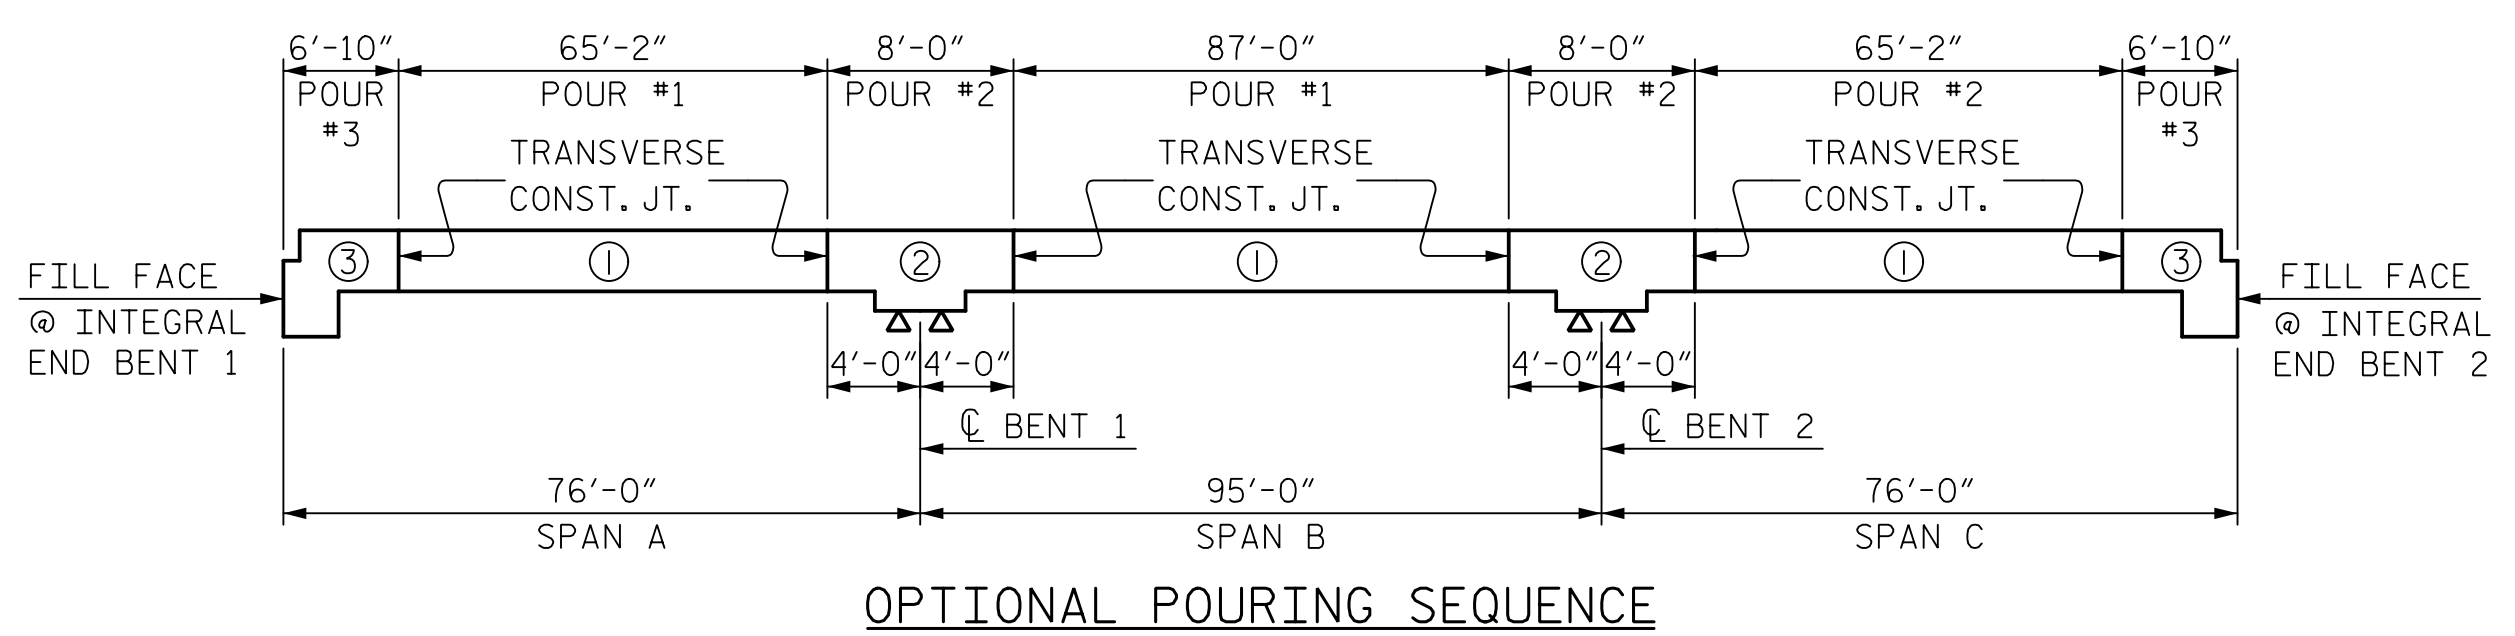 6'-10" 65'-2" 8'-0" 87'-0" 8'-0" 65'-2" 6'-10"
POUR #3 POUR #1 POUR #2 POUR #1 POUR #2 POUR #2 POUR #3
TRANSVERSE CONST. JT. TRANSVERSE CONST. JT. TRANSVERSE CONST. JT.
3 1 2 1 2 1 3
FILL FACE
@ INTEGRAL
END BENT 1
FILL FACE
@ INTEGRAL
END BENT 2
4'-0" 4'-0" 4'-0" 4'-0"
℄ BENT 1 ℄ BENT 2
76'-0" 95'-0" 76'-0"
SPAN A SPAN B SPAN C
OPTIONAL POURING SEQUENCE